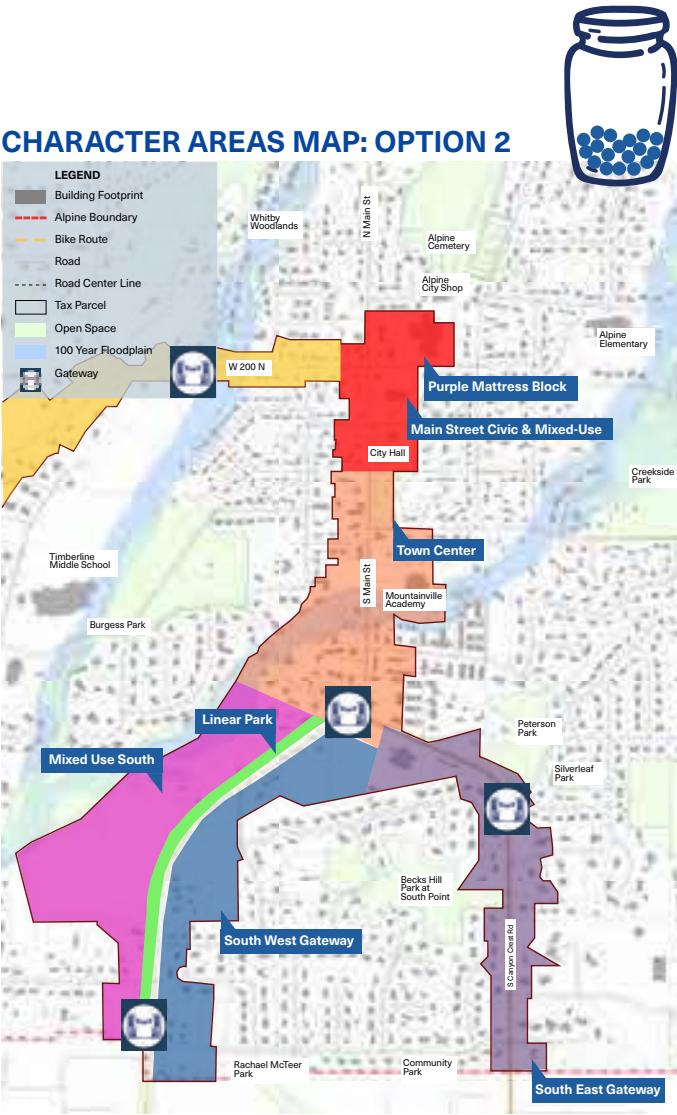 CHARACTER AREAS MAP: OPTION 2
LEGEND
Building Footprint
Alpine Boundary
Bike Route
Road
Road Center Line
Tax Parcel
Open Space
100 Year Floodplain
Gateway
Whitby
Woodlands
N Main St
Alpine
Cemetery
Alpine
City Shop
Alpine
Elementary
W 200 N
Purple Mattress Block
Main Street Civic & Mixed-Use
City Hall
Creekside
Park
Town Center
Timberline
Middle School
S Main St
Mountainville
Academy
Burgess Park
Linear Park
Peterson
Park
Mixed Use South
Silverleaf
Park
Becks Hill
Park at
South Point
South West Gateway
S Canyon Crest Rd
Rachael McTeer
Park
Community
Park
South East Gateway